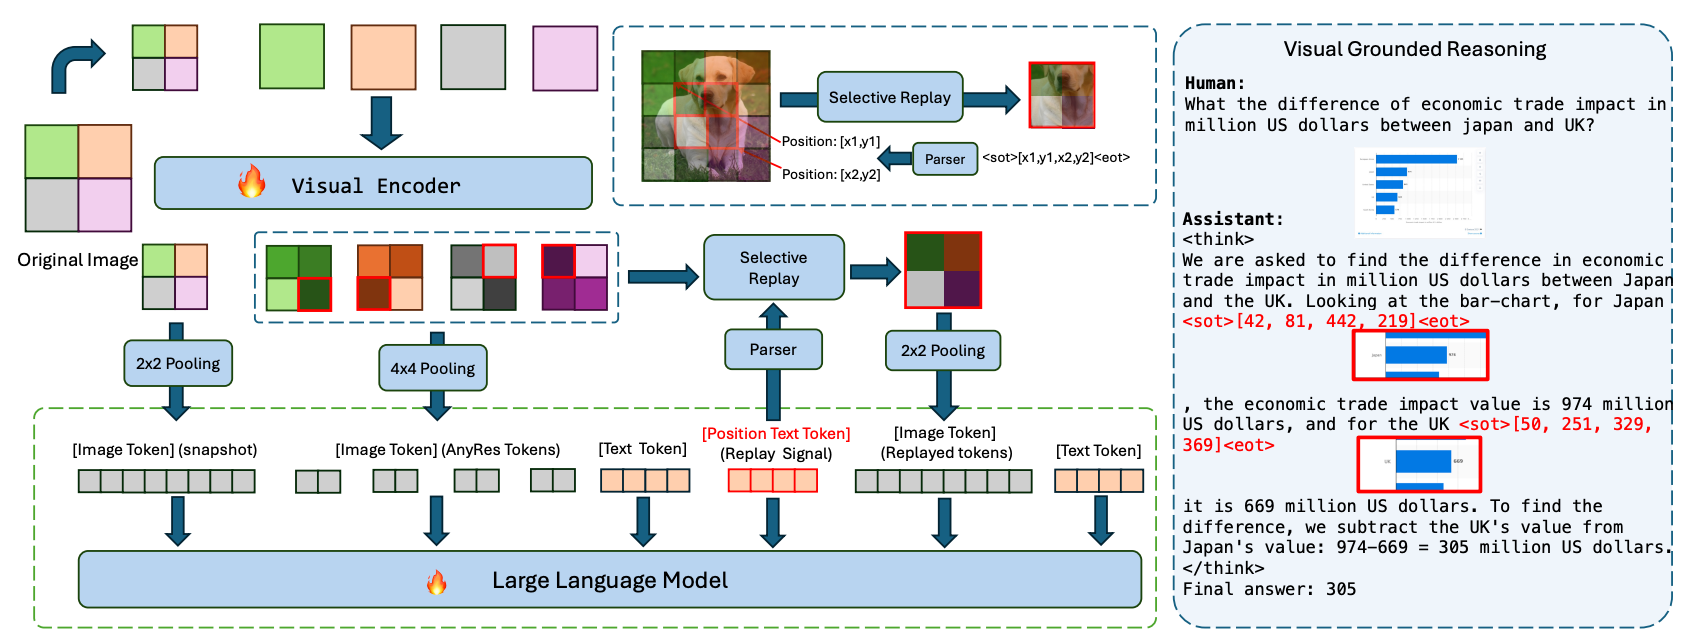 Original Image
Visual Encoder
Selective Replay
Position: [x1,y1]
Position: [x2,y2]
Parser
<sot>[x1,y1,x2,y2]<eot>
2x2 Pooling
4x4 Pooling
Selective
Replay
Parser
2x2 Pooling
[Image Token] (snapshot)
[Image Token] (AnyRes Tokens)
[Text Token]
[Position Text Token]
(Replay Signal)
[Image Token]
(Replayed tokens)
[Text Token]
Large Language Model
Visual Grounded Reasoning
Human:
What the difference of economic trade impact in
million US dollars between japan and UK?
Assistant:
<think>
We are asked to find the difference in economic
trade impact in million US dollars between Japan
and the UK. Looking at the bar-chart, for Japan
<sot>[42, 81, 442, 219]<eot>
Japan
, the economic trade impact value is 974 million
US dollars, and for the UK <sot>[50, 251, 329,
369]<eot>
UK 669
it is 669 million US dollars. To find the
difference, we subtract the UK's value from
Japan's value: 974-669 = 305 million US dollars.
</think>
Final answer: 305